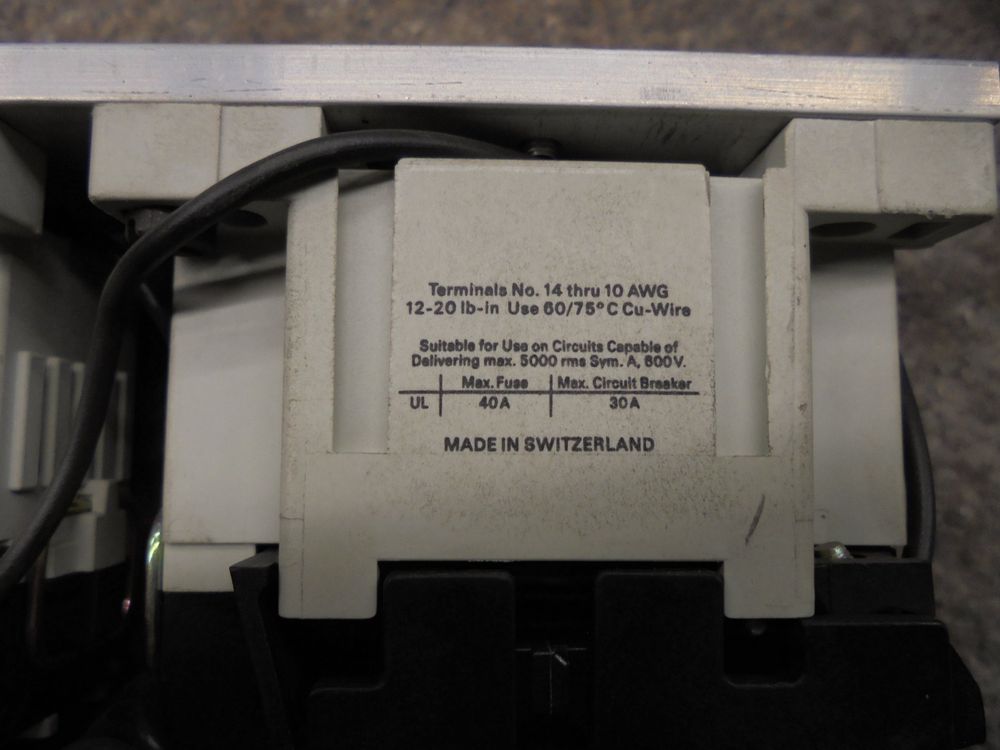 Terminals No. 14 thru 10 AWG
12-20 lb-in Use 60/75° C Cu-Wire
Suitable for Use on Circuits Capable of
Delivering max. 5000 rms Sym. A, 600V.
Max. Fuse Max. Circuit Breaker
UL 40A 30A
MADE IN SWITZERLAND